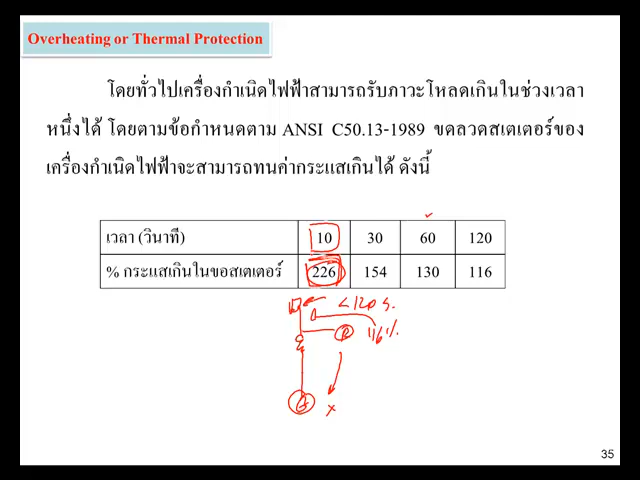 Overheating or Thermal Protection
โดยทั่วไปเครื่องกำเนิดไฟฟ้าสามารถรับภาวะโหลดเกินในช่วงเวลา
หนึ่งได้ โดยตามข้อกำหนดตาม ANSI C50.13-1989 ขดลวดสเตเตอร์ของ
เครื่องกำเนิดไฟฟ้าจะสามารถทนค่ากระแสเกินได้ ดังนี้
เวลา (วินาที) 10 30 60 120
% กระแสเกินในขอสเตเตอร์ 226 154 130 116
< 120 s.
R 116%
G x
35